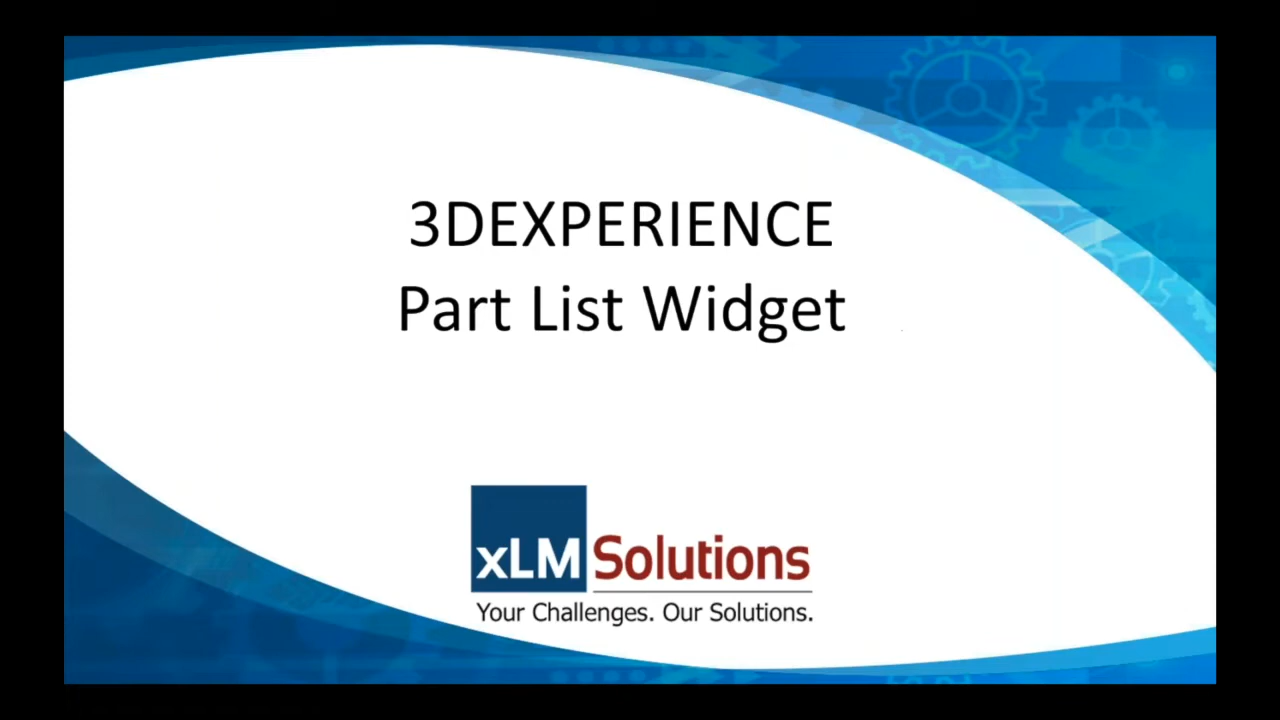 3DEXPERIENCE
Part List Widget
xLM Solutions
Your Challenges. Our Solutions.